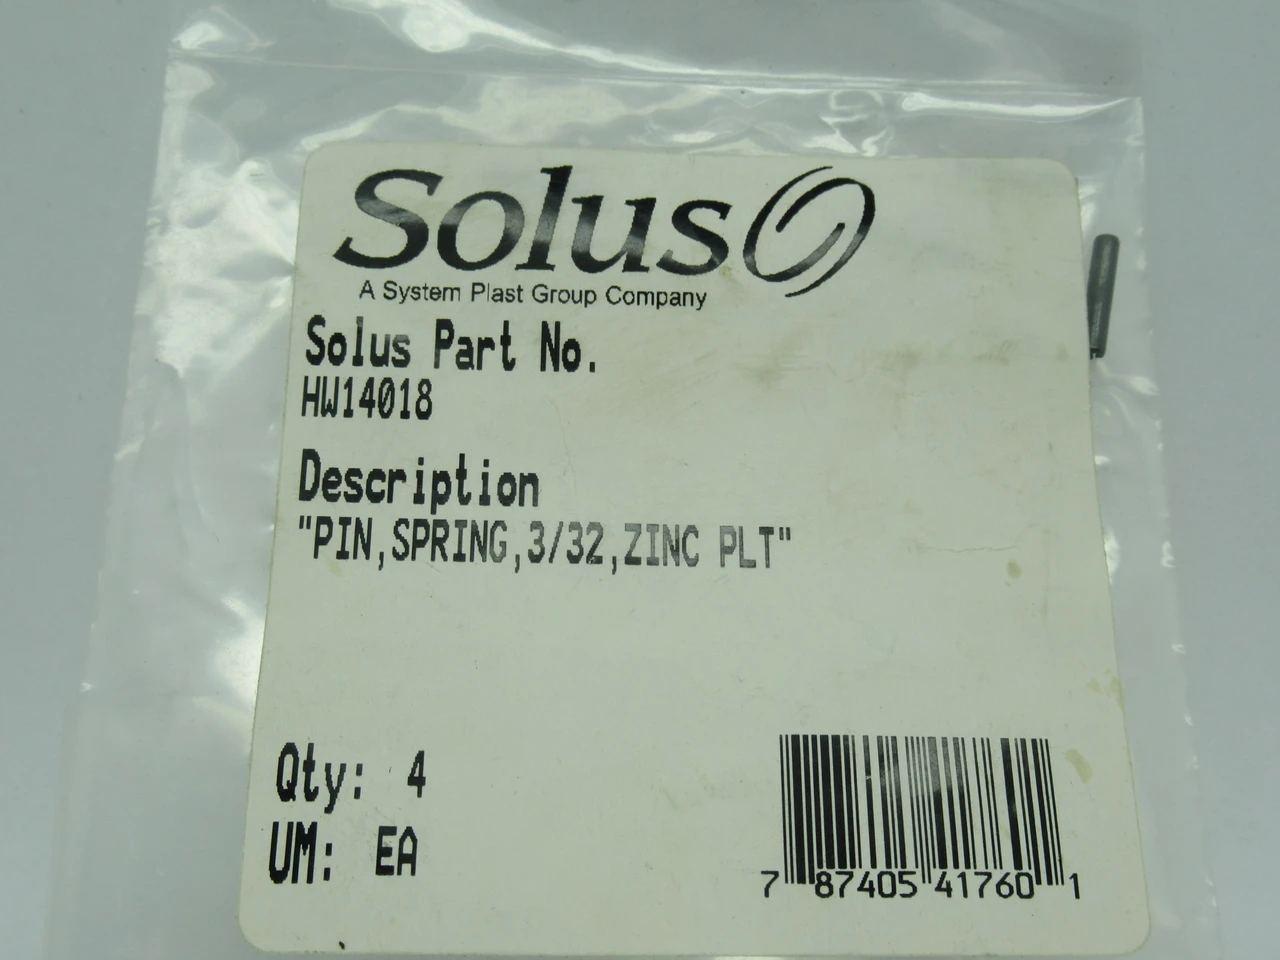 Solus
A System Plast Group Company
Solus Part No.
HW14018
Description
"PIN,SPRING,3/32,ZINC PLT"
Qty: 4
UM: EA
7 87405 41760 1